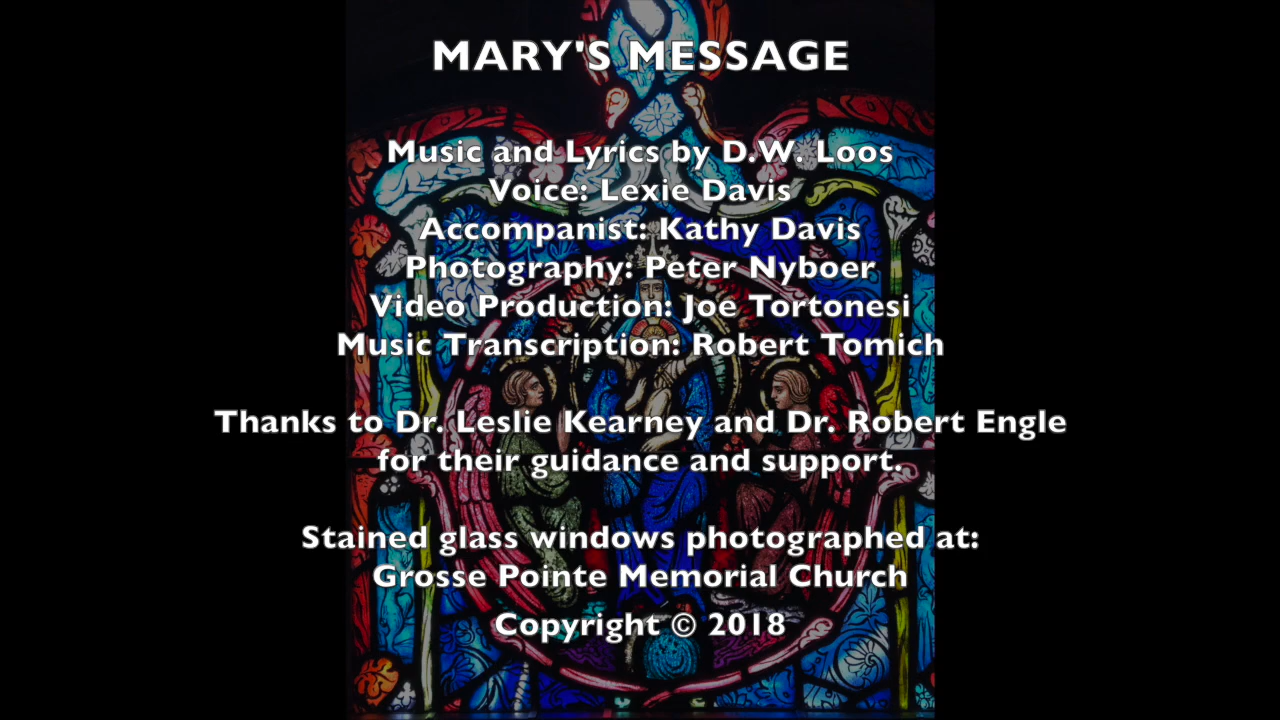 MARY'S MESSAGE
Music and Lyrics by D.W. Loos
Voice: Lexie Davis
Accompanist: Kathy Davis
Photography: Peter Nyboer
Video Production: Joe Tortonesi
Music Transcription: Robert Tomich
Thanks to Dr. Leslie Kearney and Dr. Robert Engle
for their guidance and support.
Stained glass windows photographed at:
Grosse Pointe Memorial Church
Copyright © 2018